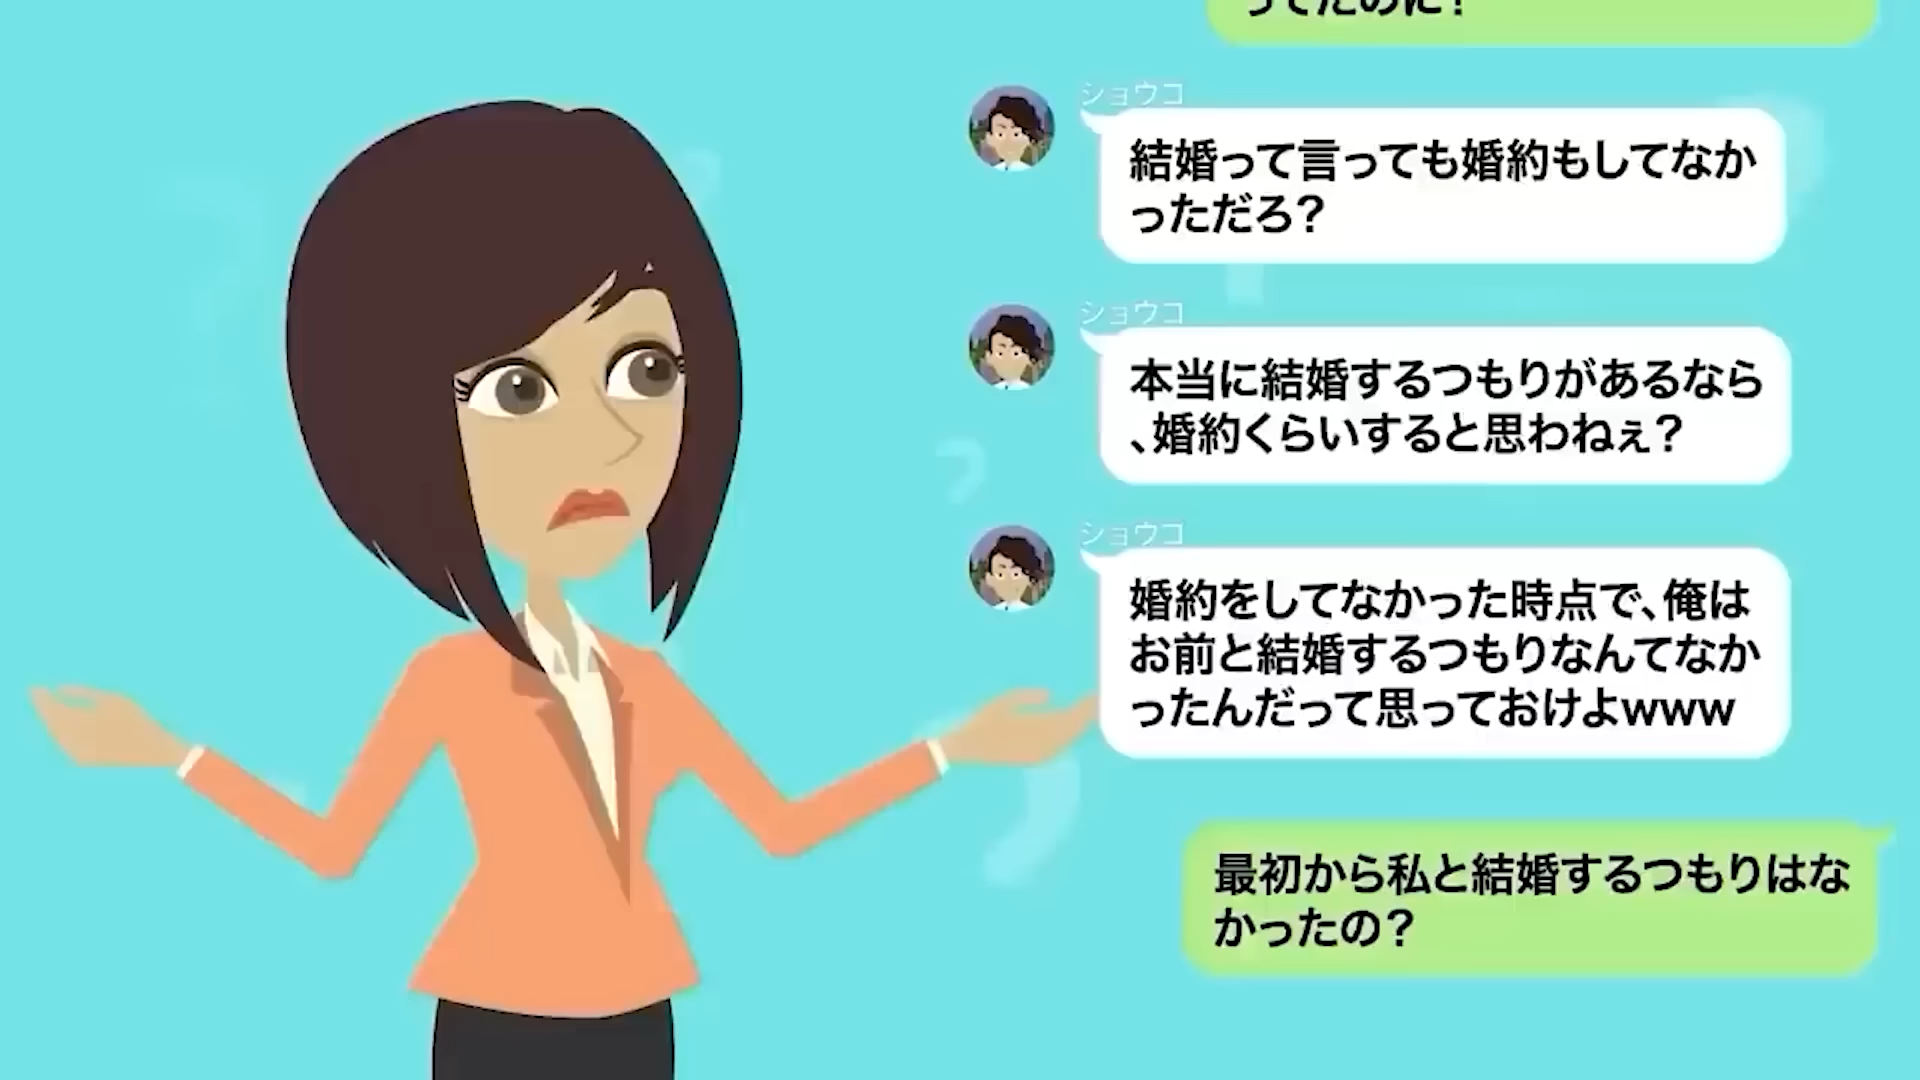 ってたのに！
ショウコ
結婚って言っても婚約もしてなか
っただろ？
ショウコ
本当に結婚するつもりがあるなら
、婚約くらいすると思わねぇ？
ショウコ
婚約をしてなかった時点で、俺は
お前と結婚するつもりなんてなか
ったんだって思っておけよwww
最初から私と結婚するつもりはな
かったの？